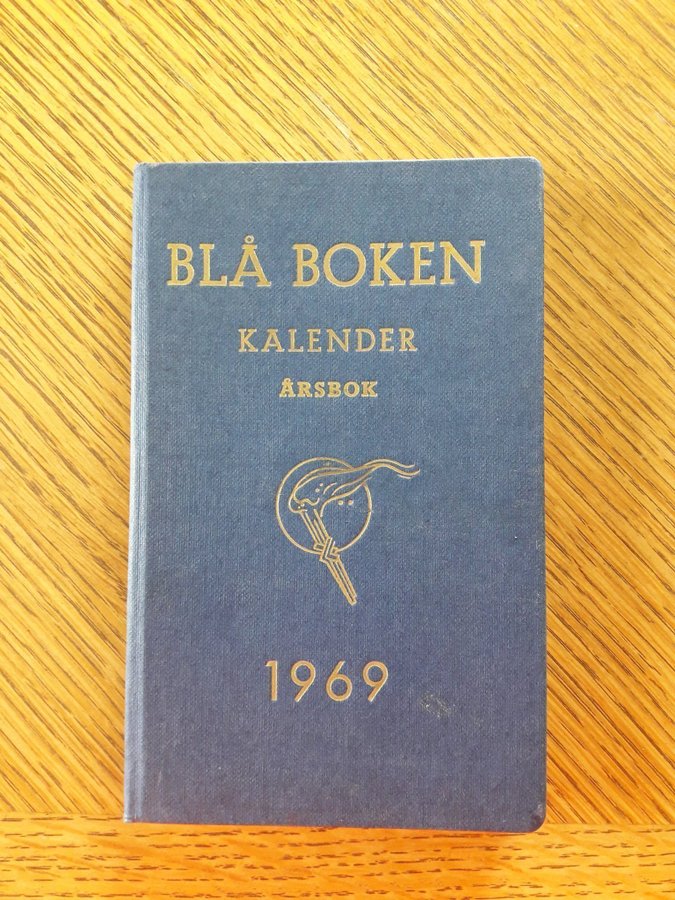 BLÅ BOKEN
KALENDER
ÅRSBOK
1969